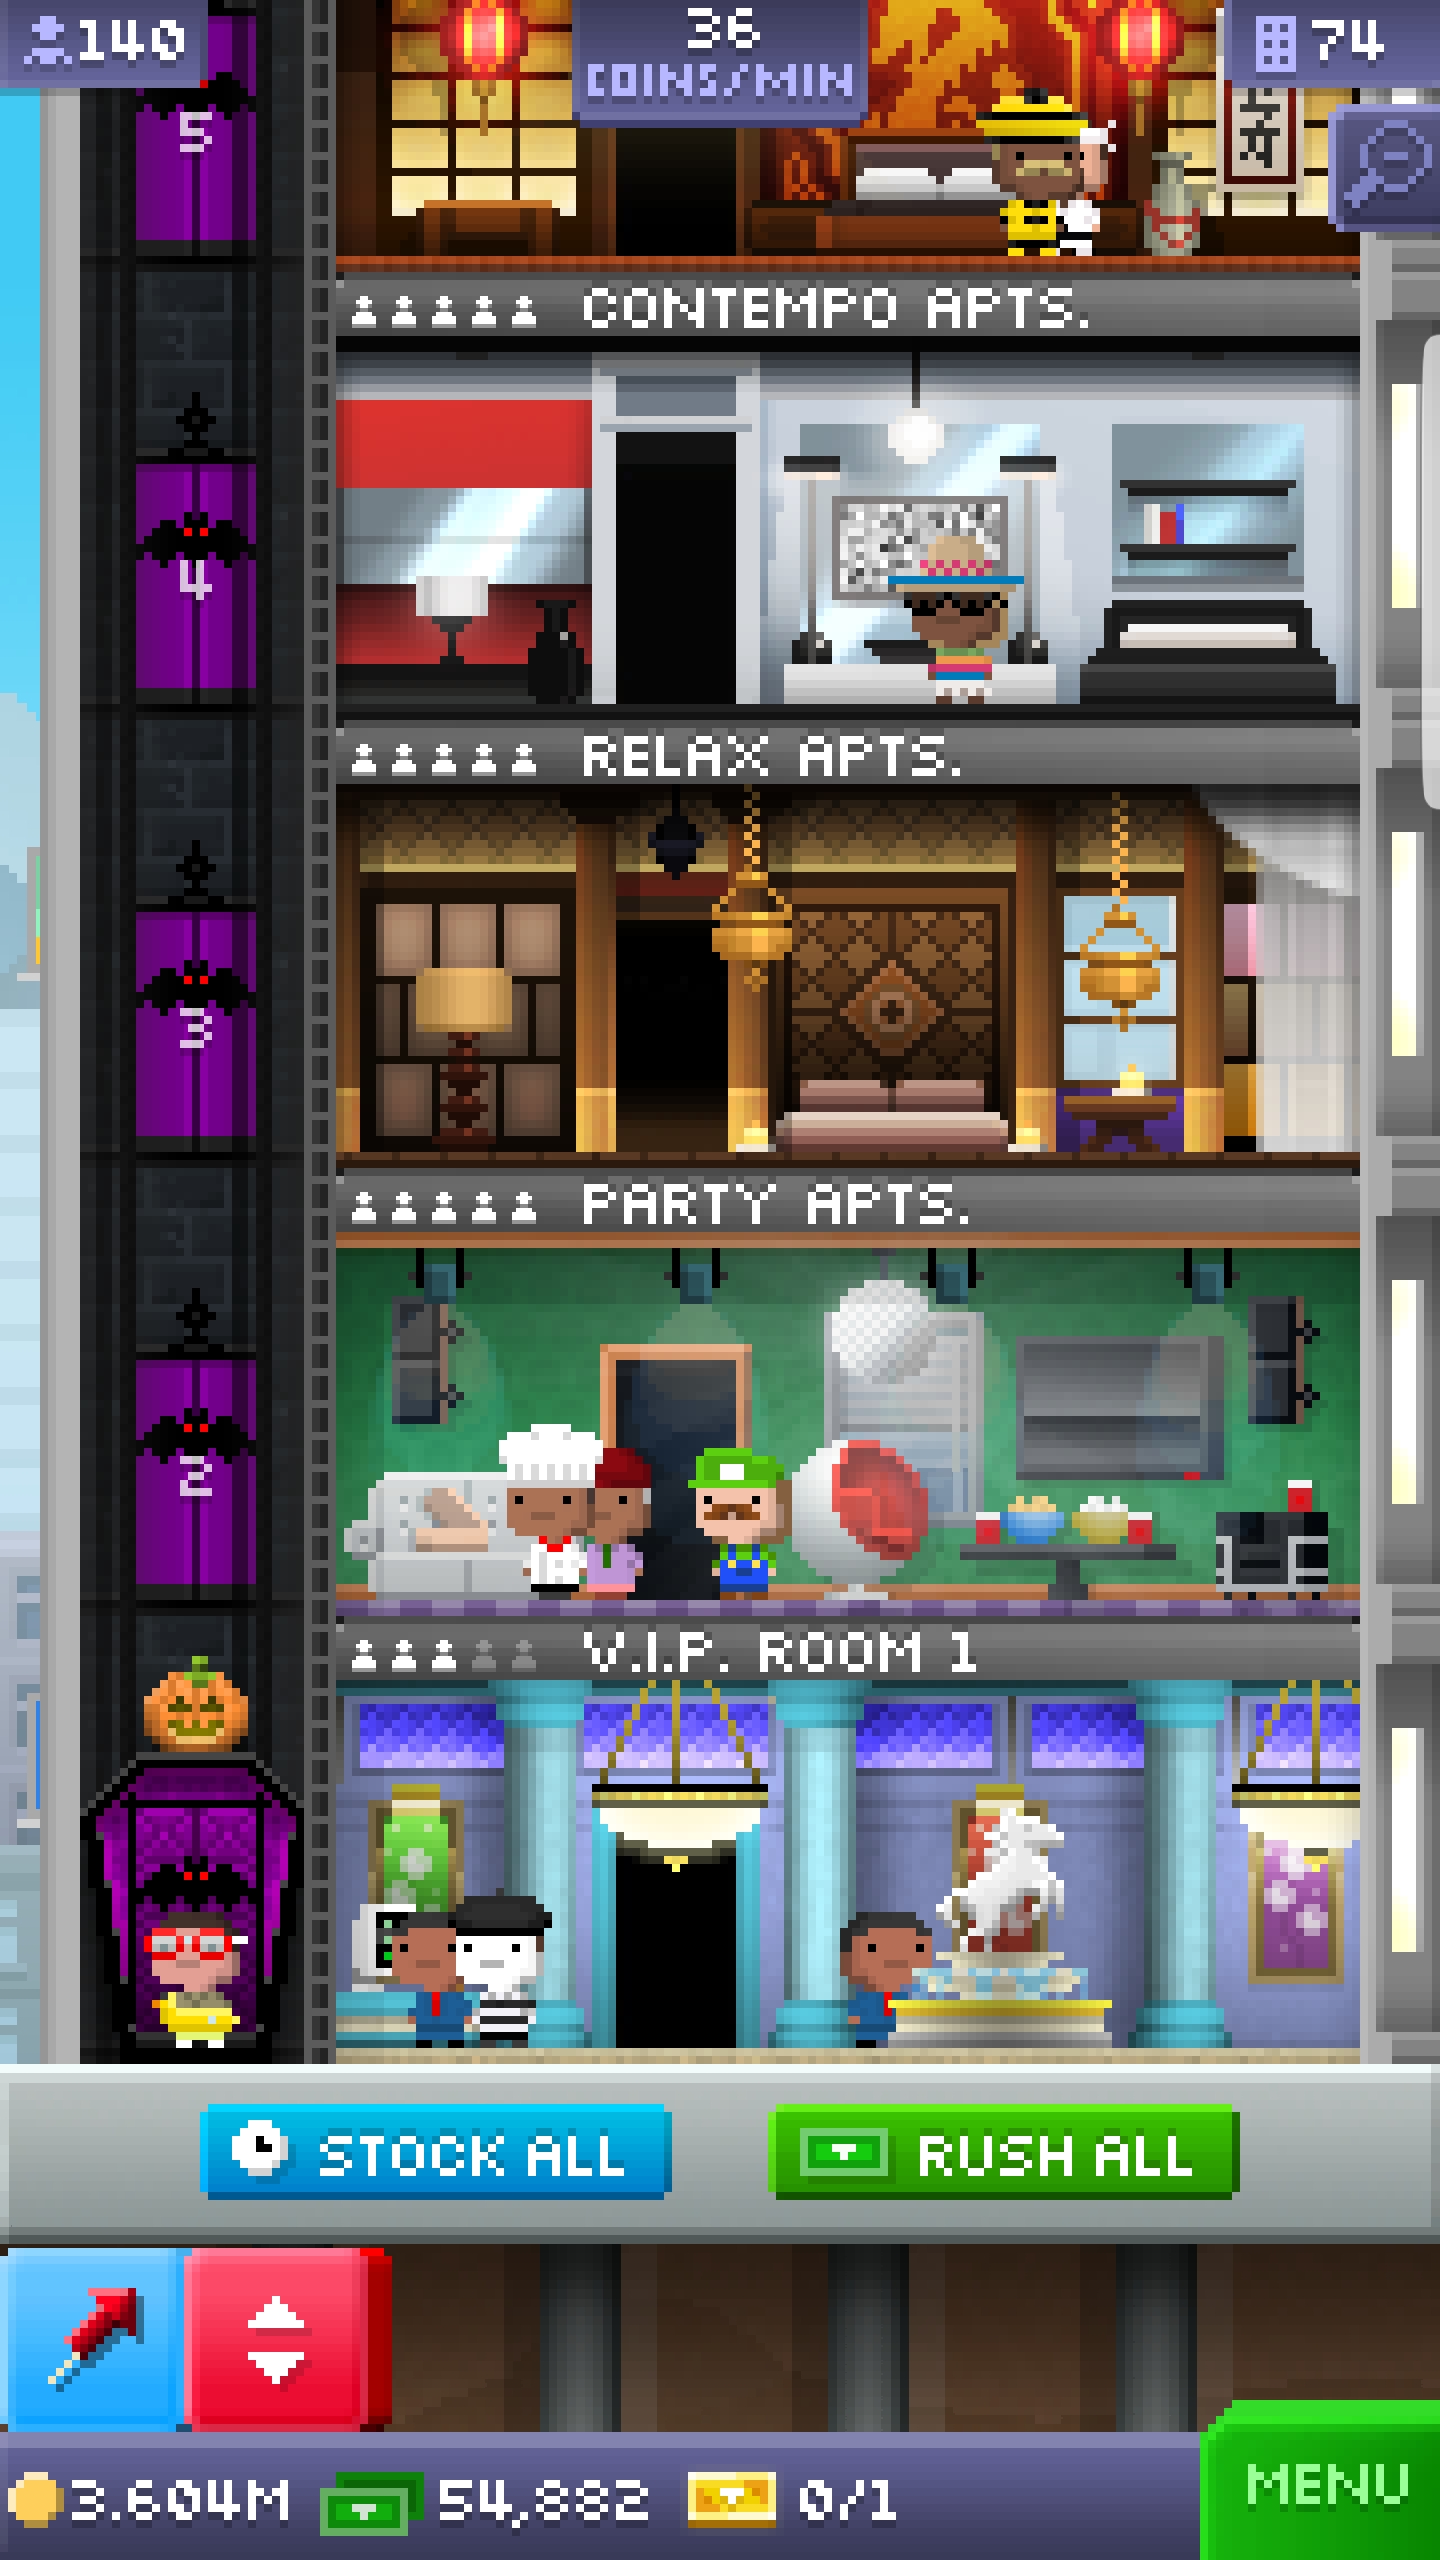 140
36
COINS/MIN
74
5
CONTEMPO APTS.
4
RELAX APTS.
3
PARTY APTS.
2
V.I.P. ROOM 1
STOCK ALL
RUSH ALL
3.604M
54,882
0/1
MENU